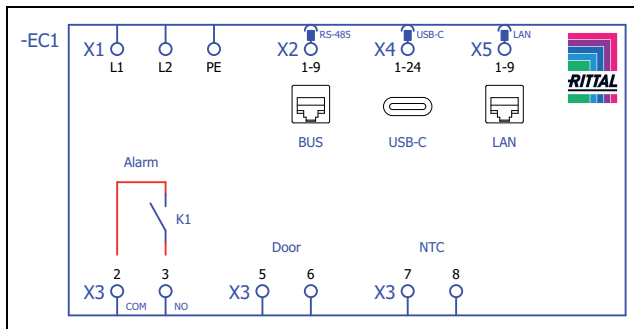 -EC1
X1 L1 L2 PE
X2 RS-485 1-9
X4 USB-C 1-24
X5 LAN 1-9
RITTAL
BUS USB-C LAN
Alarm
K1
Door NTC
2 3 5 6 7 8
X3 COM NO X3 X3